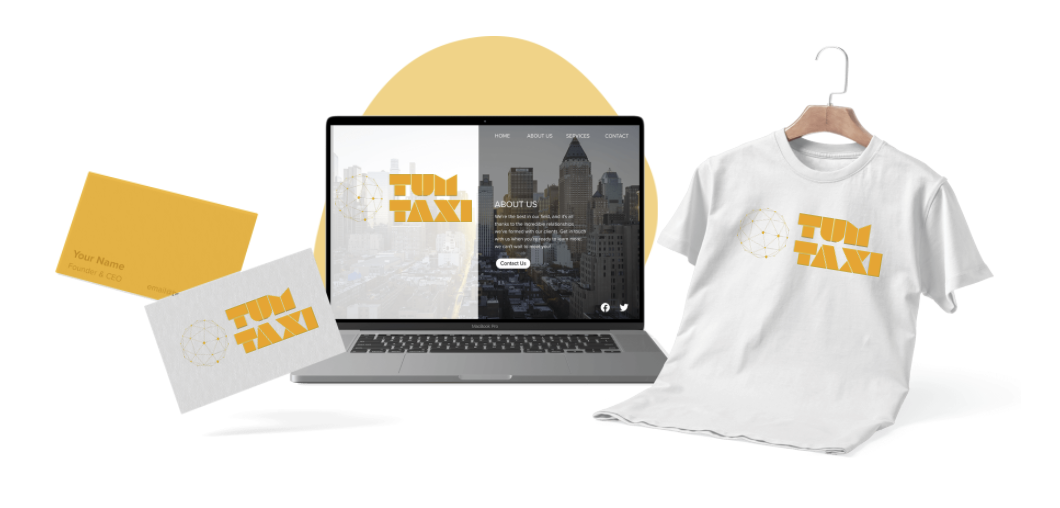 Your Name
Founder & CEO
TUM
TAXI
TUM
TAXI
HOME ABOUT US SERVICES CONTACT
ABOUT US
We're the best in our field, and it's all
thanks to the incredible relationships
we've formed with our clients. Get in touch
with us when you're ready to learn more;
we can't wait to meet you!
Contact Us
MacBook Pro
TUM
TAXI